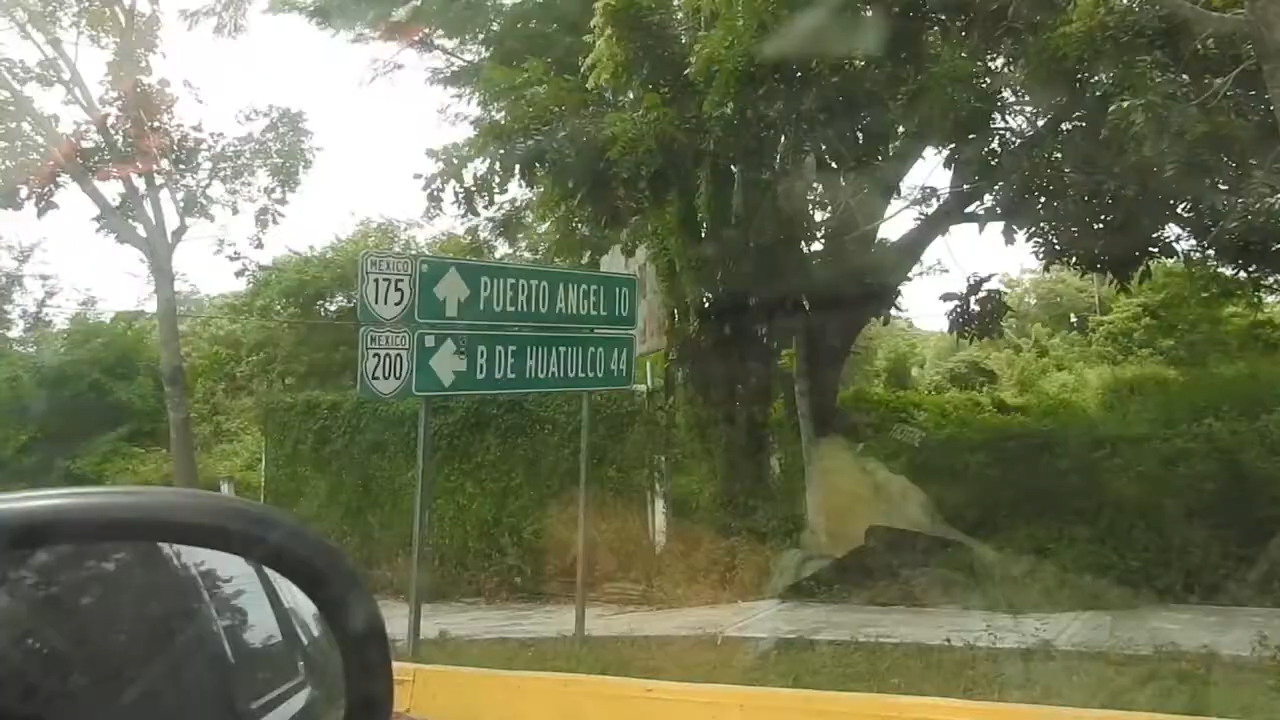 MEXICO
175
PUERTO ANGEL 10
MEXICO
200
B DE HUATULCO 44